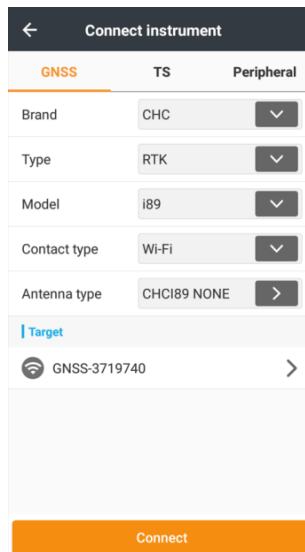 Connect instrument
GNSS TS Peripheral
Brand CHC
Type RTK
Model i89
Contact type Wi-Fi
Antenna type CHCI89 NONE
Target
GNSS-3719740
Connect